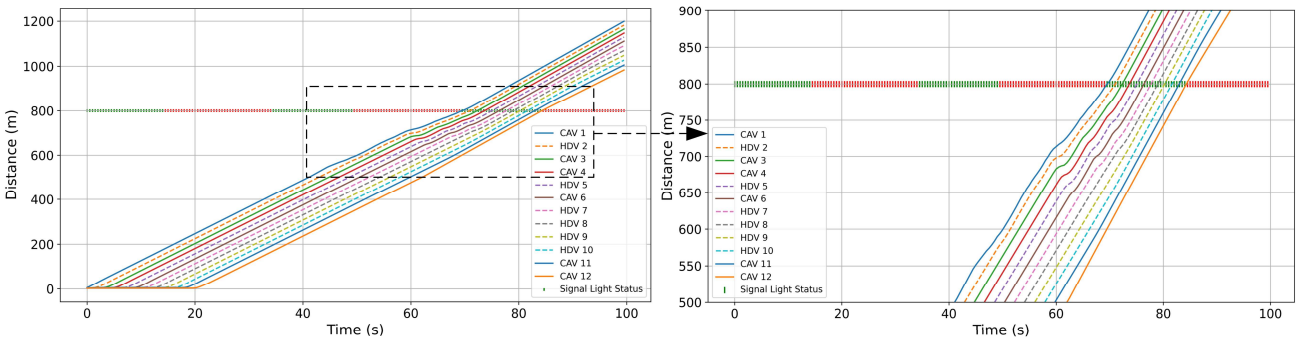 1200
1000
800
600
400
200
0
0
20
40
60
80
100
Distance (m)
Time (s)
CAV 1
HDV 2
CAV 3
CAV 4
HDV 5
CAV 6
HDV 7
HDV 8
HDV 9
HDV 10
CAV 11
CAV 12
Signal Light Status
900
850
800
750
700
650
600
550
500
0
20
40
60
80
100
Distance (m)
Time (s)
CAV 1
HDV 2
CAV 3
CAV 4
HDV 5
CAV 6
HDV 7
HDV 8
HDV 9
HDV 10
CAV 11
CAV 12
Signal Light Status